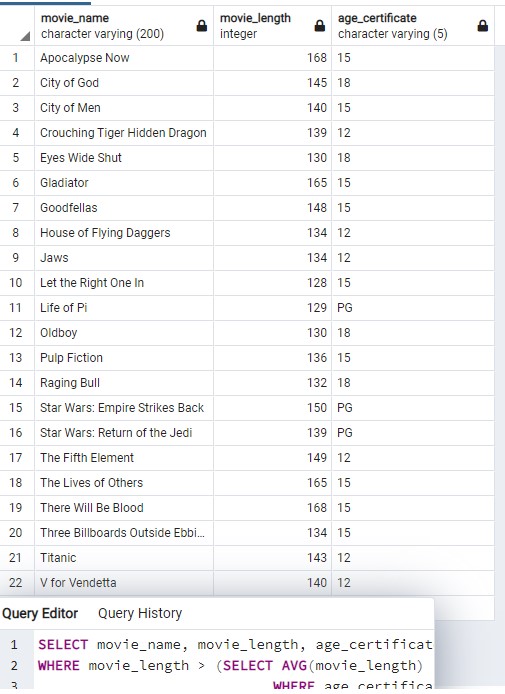 movie_name movie_length age_certificate
character varying (200) integer character varying (5)
1 Apocalypse Now 168 15
2 City of God 145 18
3 City of Men 140 15
4 Crouching Tiger Hidden Dragon 139 12
5 Eyes Wide Shut 130 18
6 Gladiator 165 15
7 Goodfellas 148 15
8 House of Flying Daggers 134 12
9 Jaws 134 12
10 Let the Right One In 128 15
11 Life of Pi 129 PG
12 Oldboy 130 18
13 Pulp Fiction 136 15
14 Raging Bull 132 18
15 Star Wars: Empire Strikes Back 150 PG
16 Star Wars: Return of the Jedi 139 PG
17 The Fifth Element 149 12
18 The Lives of Others 165 15
19 There Will Be Blood 168 15
20 Three Billboards Outside Ebbi... 134 15
21 Titanic 143 12
22 V for Vendetta 140 12
Query Editor Query History
1 SELECT movie_name, movie_length, age_certificat
2 WHERE movie_length > (SELECT AVG(movie_length)
3 WHERE age_certifica